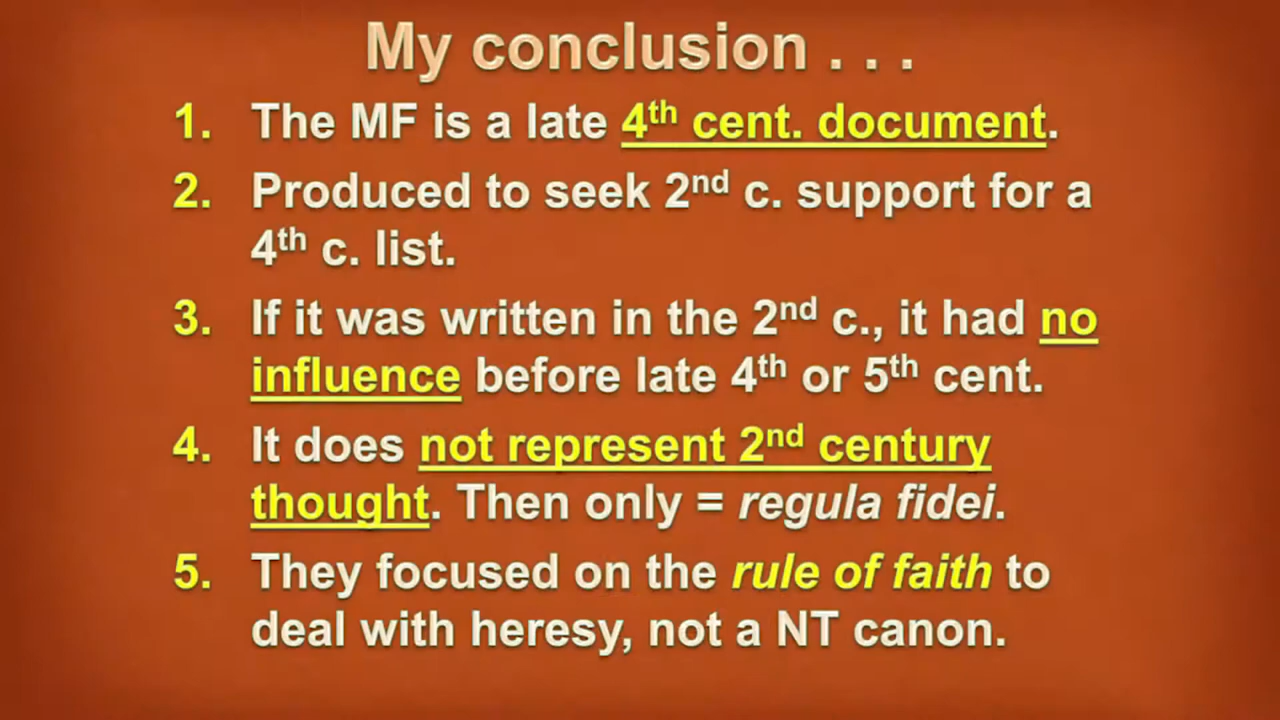 My conclusion . . .
1. The MF is a late 4th cent. document.
2. Produced to seek 2nd c. support for a
4th c. list.
3. If it was written in the 2nd c., it had no
influence before late 4th or 5th cent.
4. It does not represent 2nd century
thought. Then only = regula fidei.
5. They focused on the rule of faith to
deal with heresy, not a NT canon.